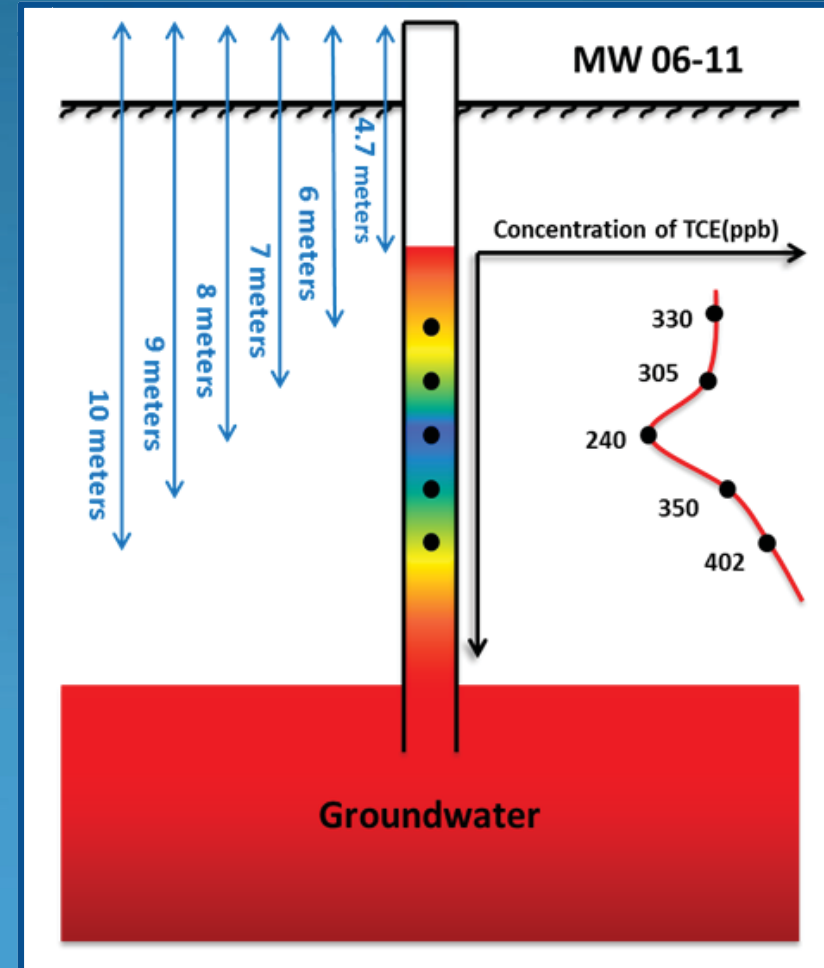 MW 06-11
4.7 meters
6 meters
7 meters
8 meters
9 meters
10 meters
Concentration of TCE(ppb)
330
305
240
350
402
Groundwater